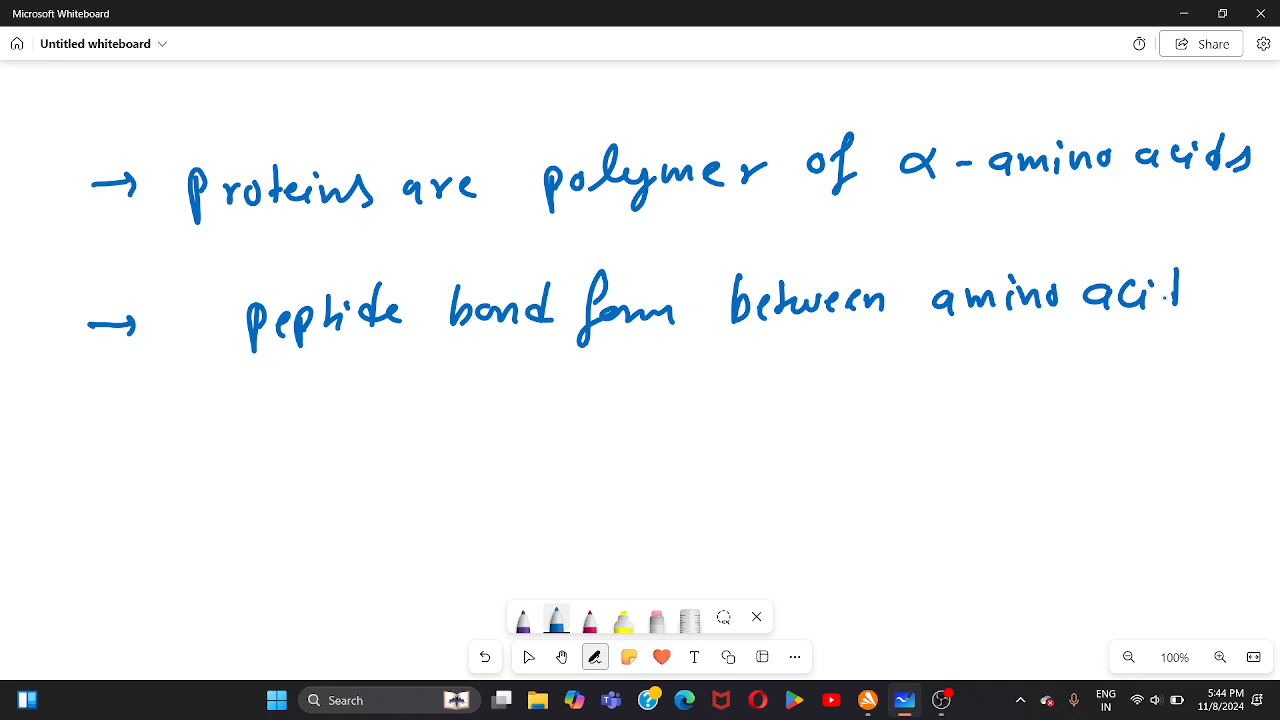 Microsoft Whiteboard
Untitled whiteboard
Share
→ proteins are polymer of α-amino acids
→ peptide bond form between amino acid
100%
Search
ENG
IN
5:44 PM
11/8/2024